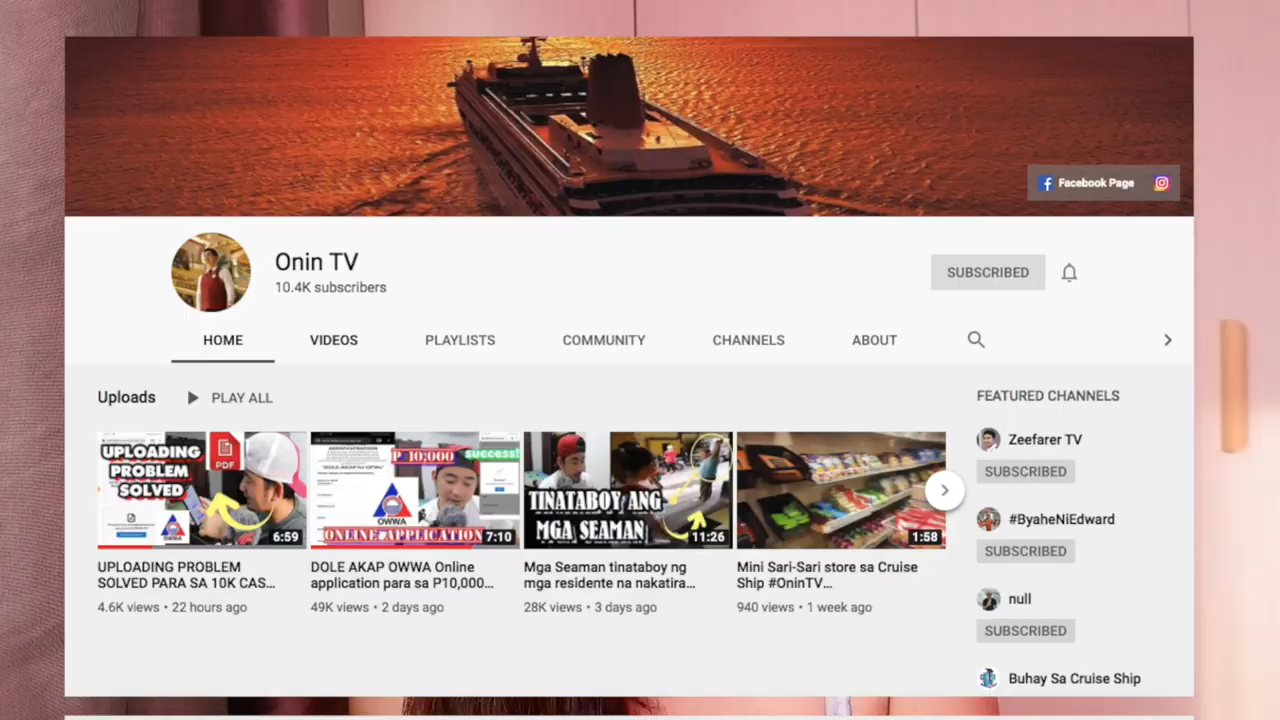 Facebook Page
Onin TV
10.4K subscribers
SUBSCRIBED
HOME
VIDEOS
PLAYLISTS
COMMUNITY
CHANNELS
ABOUT
Uploads
PLAY ALL
UPLOADING
PROBLEM
SOLVED
PDF
OWWA
6:59
UPLOADING PROBLEM
SOLVED PARA SA 10K CAS...
4.6K views • 22 hours ago
P 10,000
success!
OWWA
ONLINE APPLICATION
7:10
DOLE AKAP OWWA Online
application para sa P10,000...
49K views • 2 days ago
TINATABOY ANG
MGA SEAMAN
11:26
Mga Seaman tinataboy ng
mga residente na nakatira...
28K views • 3 days ago
1:58
Mini Sari-Sari store sa Cruise
Ship #OninTV...
940 views • 1 week ago
FEATURED CHANNELS
Zeefarer TV
SUBSCRIBED
#ByaheNiEdward
SUBSCRIBED
null
SUBSCRIBED
Buhay Sa Cruise Ship